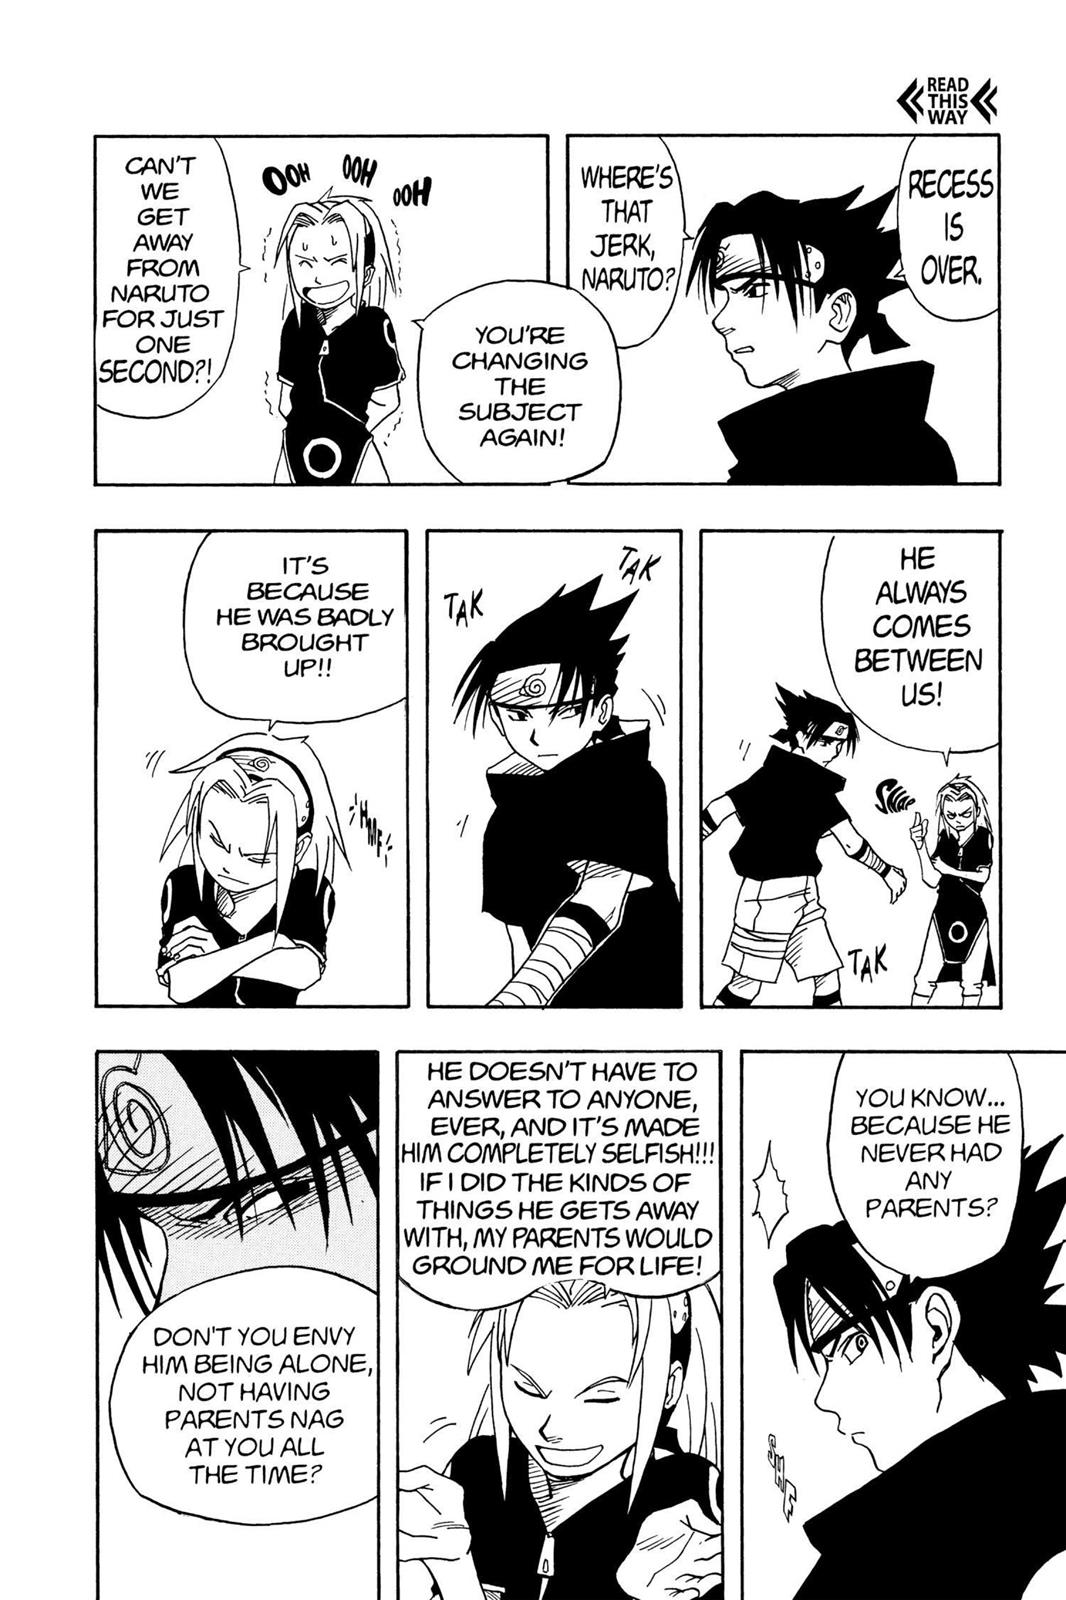 READ
THIS
WAY
RECESS
IS
OVER.
WHERE'S
THAT
JERK,
NARUTO?
YOU'RE
CHANGING
THE
SUBJECT
AGAIN!
OOH
OOH
OOH
CAN'T
WE
GET
AWAY
FROM
NARUTO
FOR JUST
ONE
SECOND?!
HE
ALWAYS
COMES
BETWEEN
US!
TAK
TAK
TAK
IT'S
BECAUSE
HE WAS BADLY
BROUGHT
UP!!
HMF!
YOU KNOW...
BECAUSE HE
NEVER HAD
ANY
PARENTS?
SHF
HE DOESN'T HAVE TO
ANSWER TO ANYONE,
EVER, AND IT'S MADE
HIM COMPLETELY SELFISH!!!
IF I DID THE KINDS OF
THINGS HE GETS AWAY
WITH, MY PARENTS WOULD
GROUND ME FOR LIFE!
DON'T YOU ENVY
HIM BEING ALONE,
NOT HAVING
PARENTS NAG
AT YOU ALL
THE TIME?